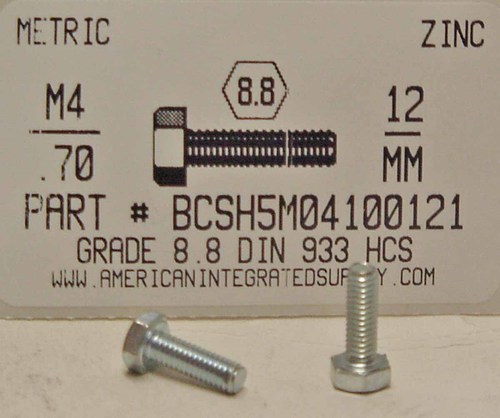 METRIC ZINC
8.8
M4 12
.70 MM
PART # BCSH5M04100121
GRADE 8.8 DIN 933 HCS
WWW.AMERICANINTEGRATEDSUPPLY.COM